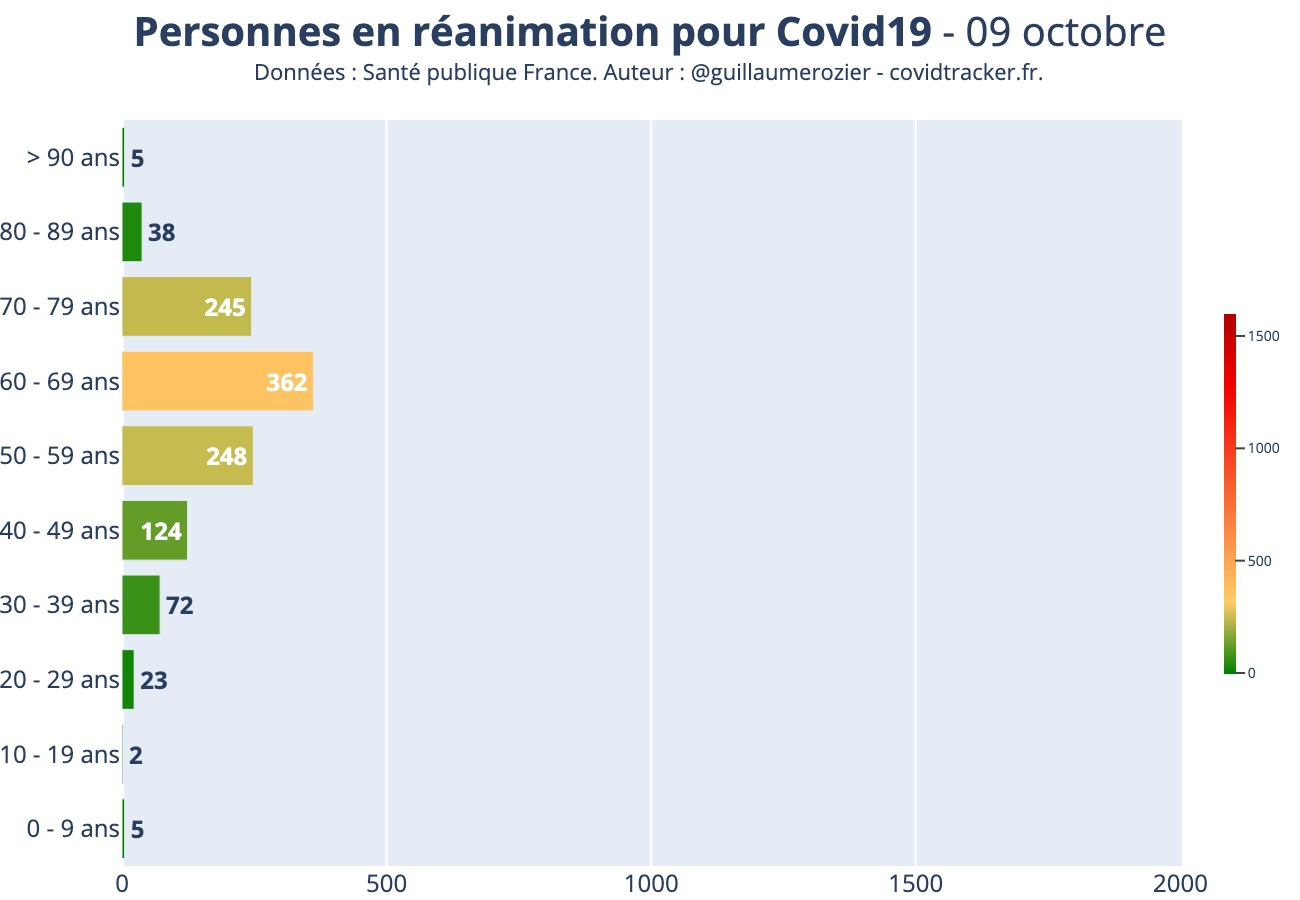 Personnes en réanimation pour Covid19 - 09 octobre
Données : Santé publique France. Auteur : @guillaumerozier - covidtracker.fr.
> 90 ans 5
80 - 89 ans 38
70 - 79 ans 245
60 - 69 ans 362
50 - 59 ans 248
40 - 49 ans 124
30 - 39 ans 72
20 - 29 ans 23
10 - 19 ans 2
0 - 9 ans 5
0 500 1000 1500 2000
1500
1000
500
0